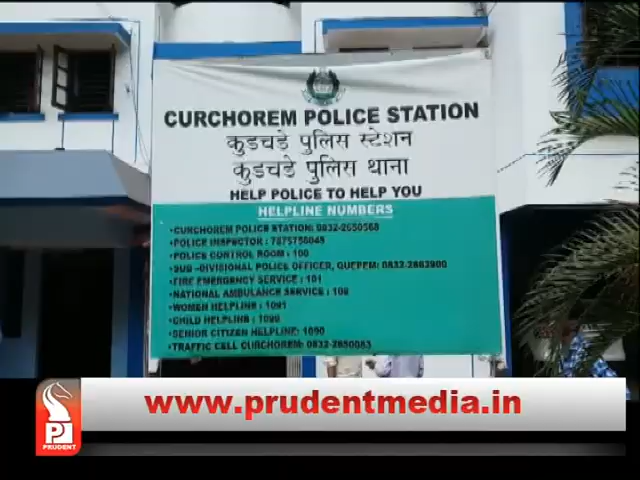 CURCHOREM POLICE STATION
कुडचडे पुलिस स्टेशन
कुडचडे पुलिस थाना
HELP POLICE TO HELP YOU
HELPLINE NUMBERS
•CURCHOREM POLICE STATION: 0832-2650568
•POLICE INSPECTOR : 7875756045
•POLICE CONTROL ROOM : 100
•SUB -DIVISIONAL POLICE OFFICER, QUEPEM: 0832-2663900
•FIRE EMERGENCY SERVICE : 101
•NATIONAL AMBULANCE SERVICE : 108
•WOMEN HELPLINE : 1091
•CHILD HELPLINE : 1098
•SENIOR CITIZEN HELPLINE: 1090
•TRAFFIC CELL CURCHOREM: 0832-2650083
www.prudentmedia.in
PRUDENT